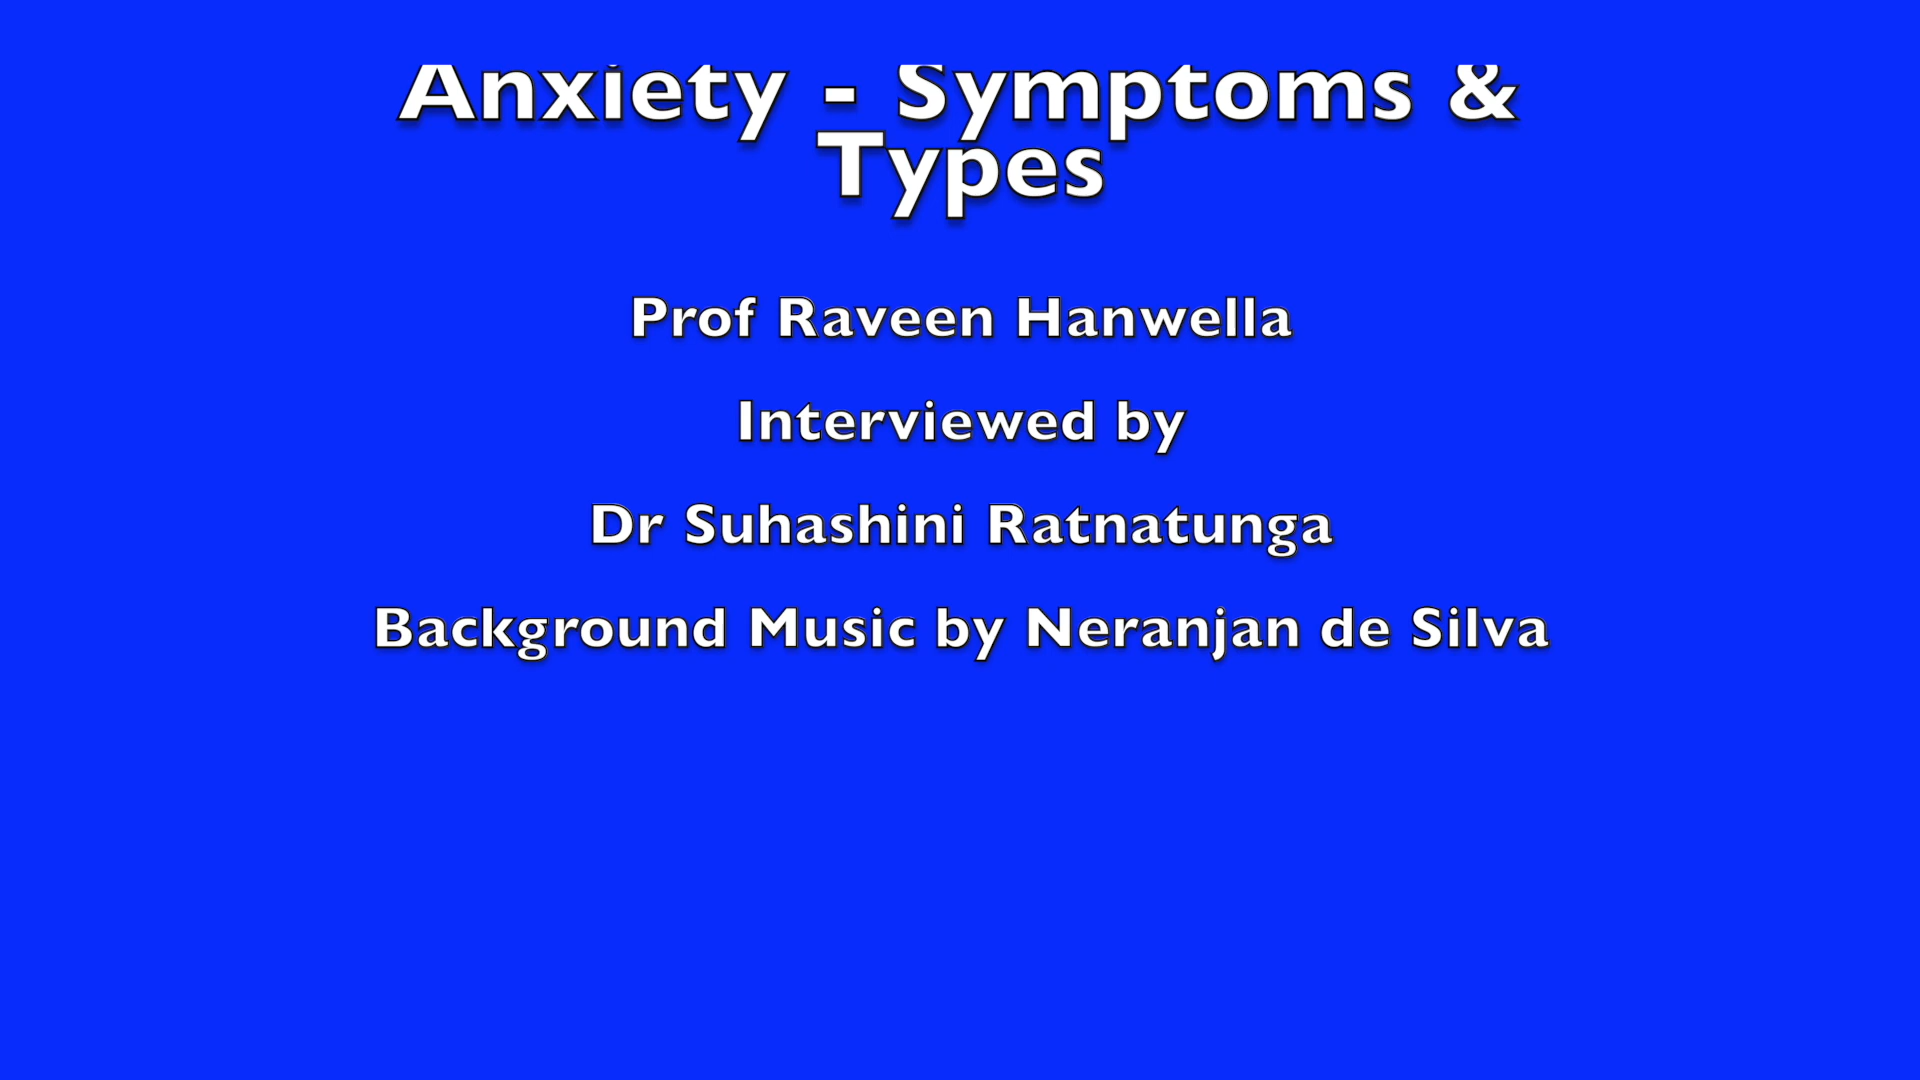 Anxiety - Symptoms &
Types
Prof Raveen Hanwella
Interviewed by
Dr Suhashini Ratnatunga
Background Music by Neranjan de Silva